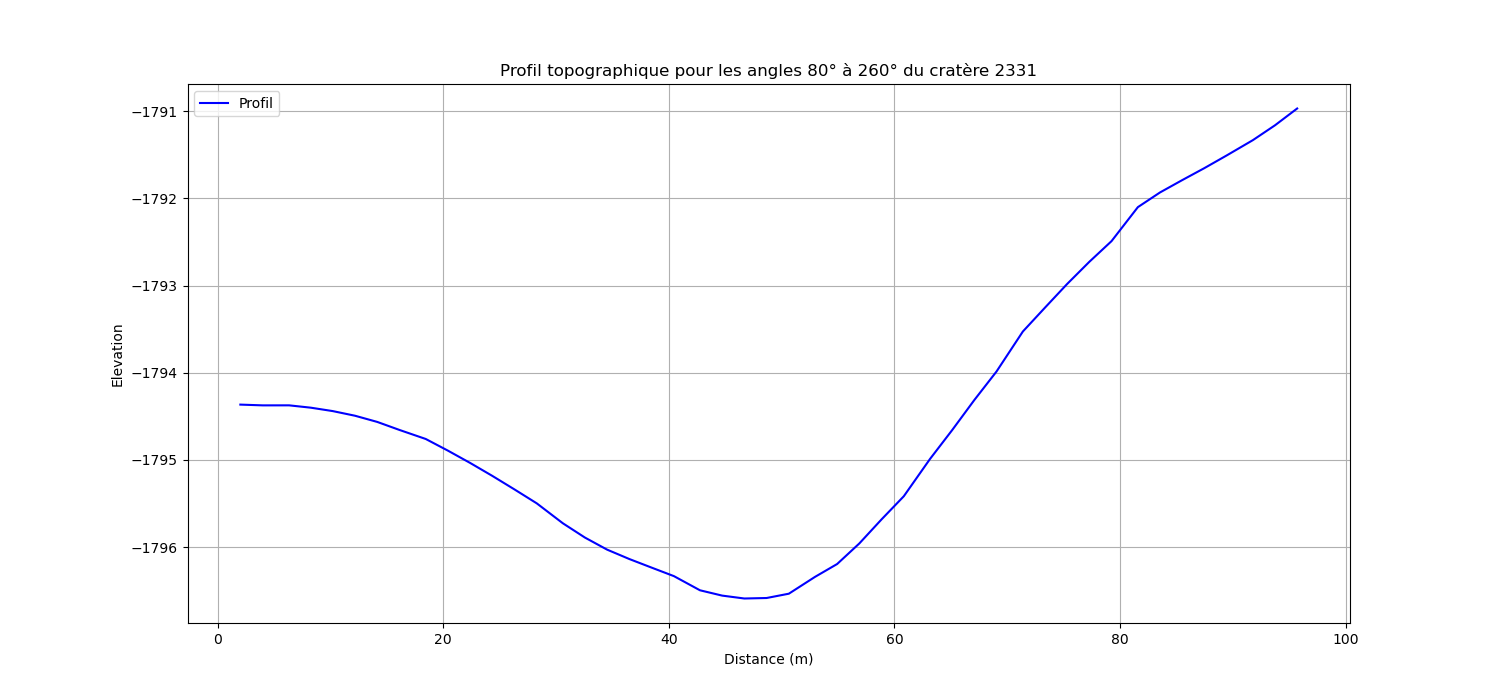 Profil topographique pour les angles 80° à 260° du cratère 2331
Profil
−1791
−1792
−1793
−1794
−1795
−1796
Elevation
0 20 40 60 80 100
Distance (m)